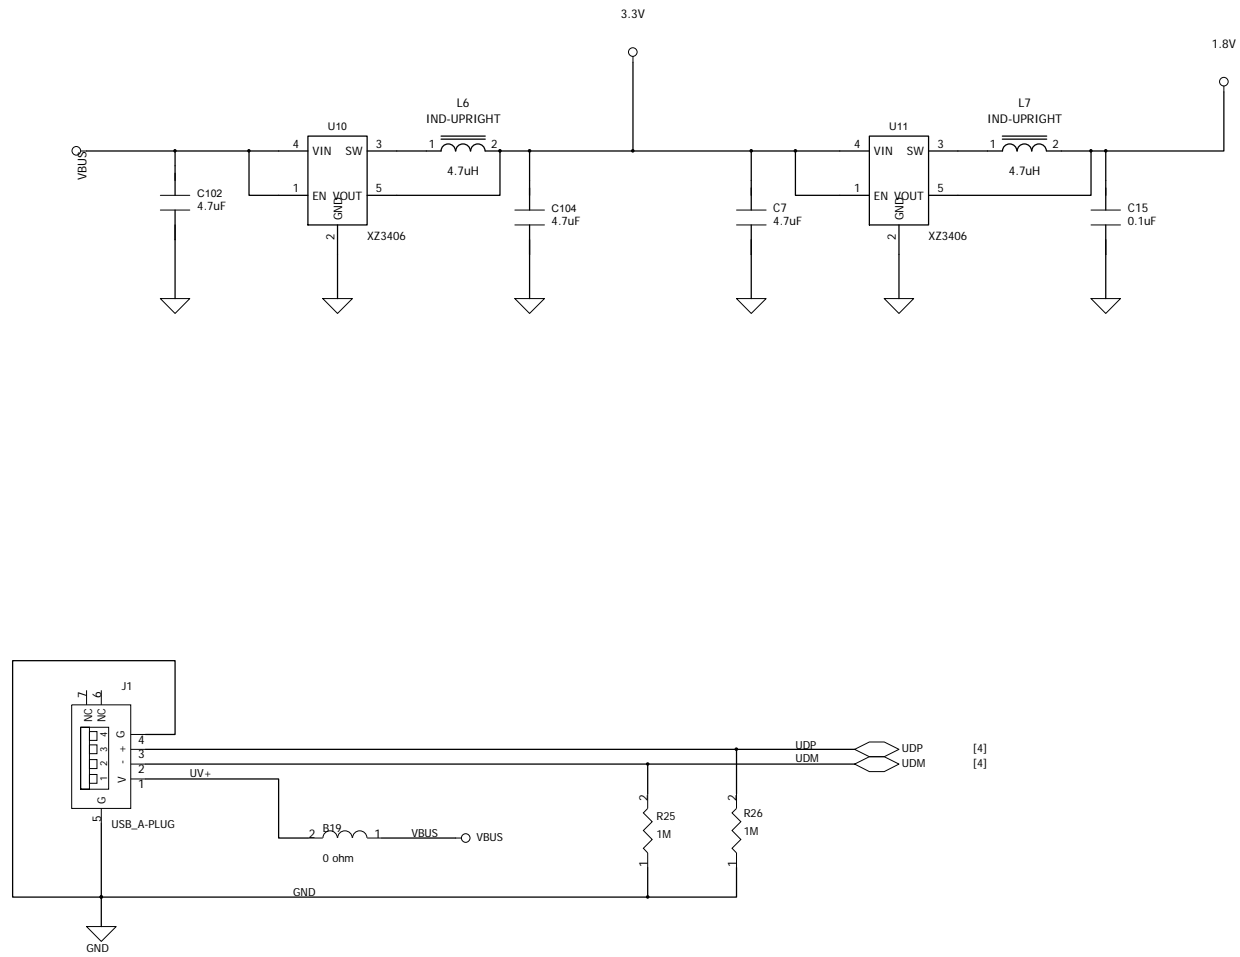 3.3V
1.8V
L6
IND-UPRIGHT
L7
IND-UPRIGHT
U10
U11
VBUS
4 VIN SW 3
1 2
4.7uH
1 EN VOUT 5
GND
2
XZ3406
C102
4.7uF
C104
4.7uF
C7
4.7uF
4 VIN SW 3
1 2
4.7uH
1 EN VOUT 5
GND
2
XZ3406
C15
0.1uF
J1
7 6
NC NC
4 G 4
3 + 3
2 - 2
1 V 1
G
5
USB_A-PLUG
UV+
UDP UDP [4]
UDM UDM [4]
2 B19 1
0 ohm
VBUS VBUS
2
R25
1M
1
2
R26
1M
1
GND
GND